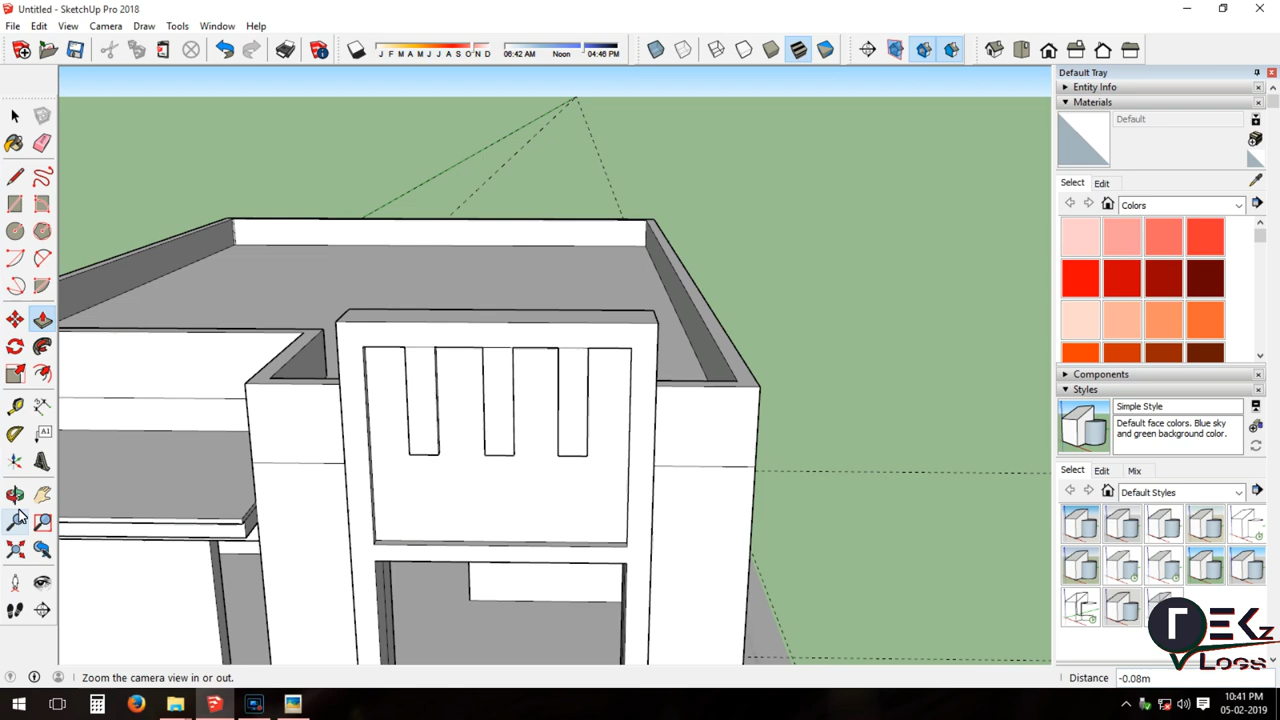 Untitled - SketchUp Pro 2018
File Edit View Camera Draw Tools Window Help
J F M A M J J A S O N D
06:42 AM Noon 04:46 PM
Default Tray
Entity Info
Materials
Default
Select Edit
Colors
A1
Components
Styles
Simple Style
Default face colors. Blue sky and green background color.
Select Edit Mix
Default Styles
TEKz
VLogs
Zoom the camera view in or out.
Distance -0.08m
10:41 PM
05-02-2019